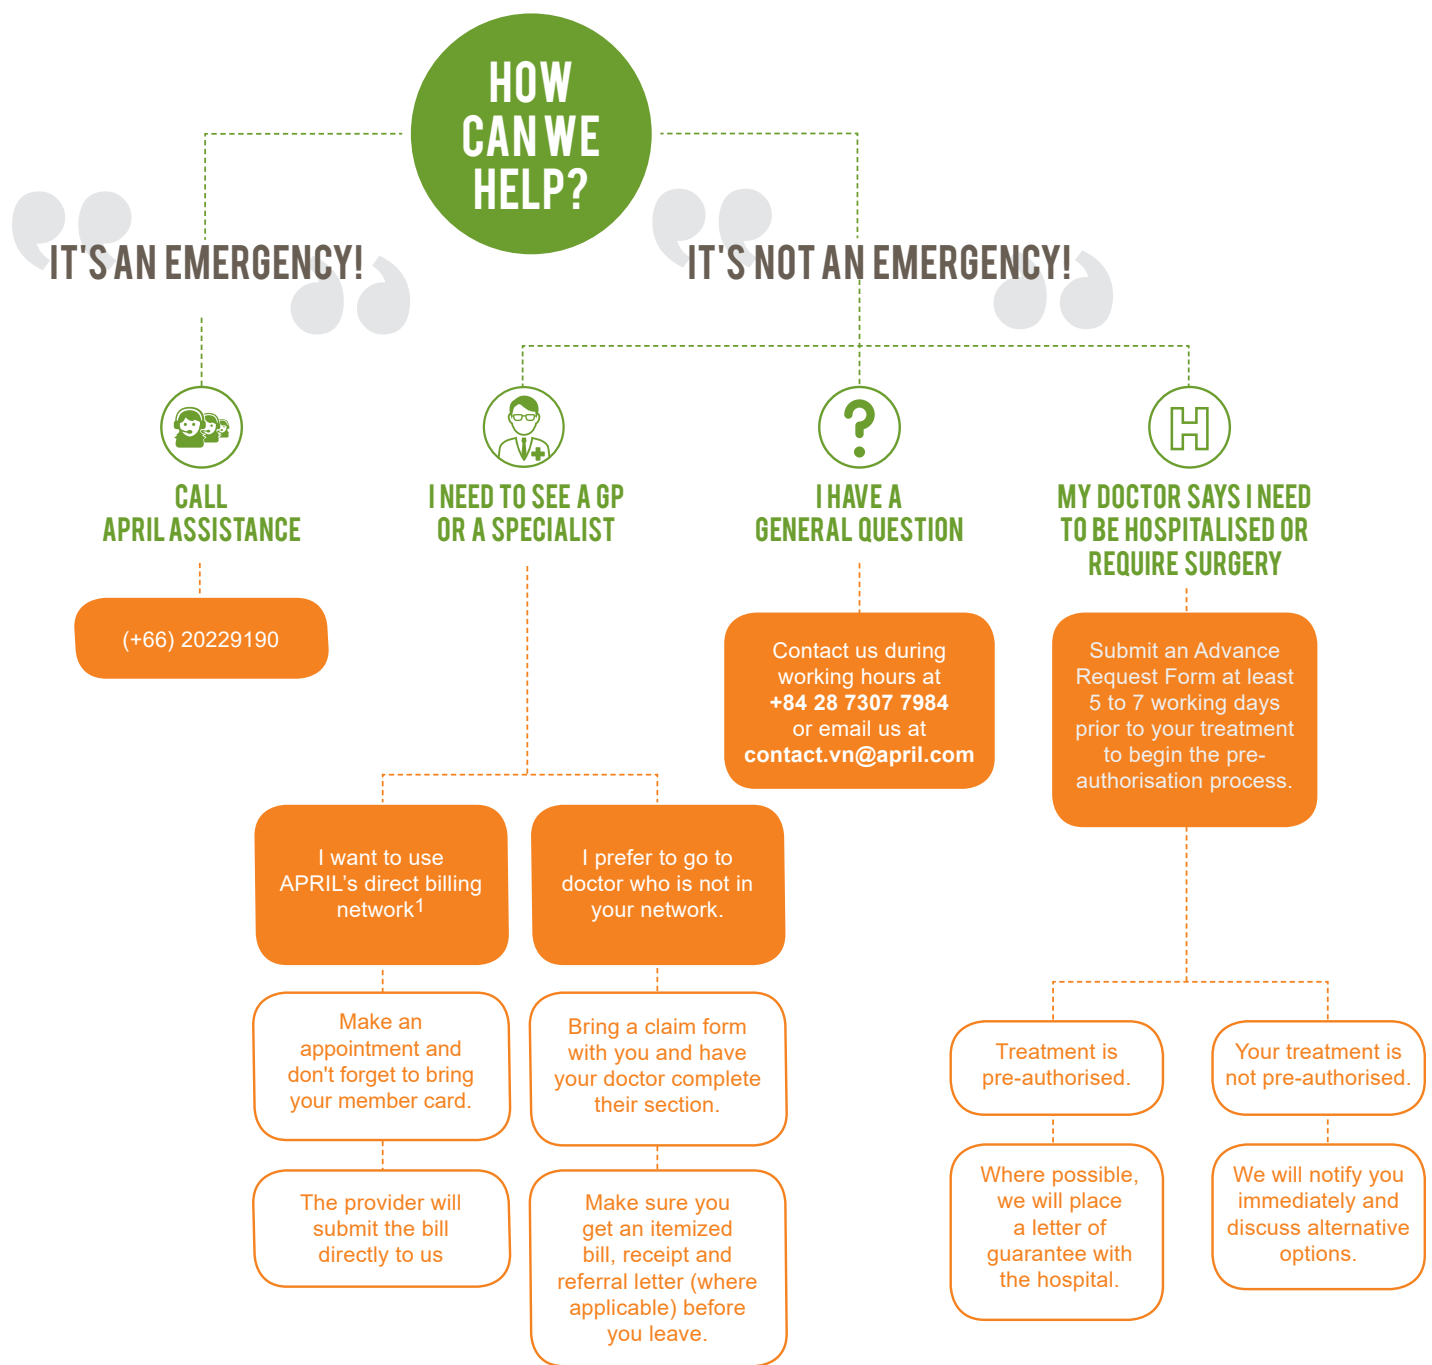 HOW
CAN WE
HELP?
IT'S AN EMERGENCY!
IT'S NOT AN EMERGENCY!
CALL
APRIL ASSISTANCE
(+66) 20229190
I NEED TO SEE A GP
OR A SPECIALIST
I HAVE A
GENERAL QUESTION
Contact us during
working hours at
+84 28 7307 7984
or email us at
contact.vn@april.com
H
MY DOCTOR SAYS I NEED
TO BE HOSPITALISED OR
REQUIRE SURGERY
Submit an Advance
Request Form at least
5 to 7 working days
prior to your treatment
to begin the pre-
authorisation process.
I want to use
APRIL's direct billing
network1
Make an
appointment and
don't forget to bring
your member card.
The provider will
submit the bill
directly to us
I prefer to go to
doctor who is not in
your network.
Bring a claim form
with you and have
your doctor complete
their section.
Make sure you
get an itemized
bill, receipt and
referral letter (where
applicable) before
you leave.
Treatment is
pre-authorised.
Where possible,
we will place
a letter of
guarantee with
the hospital.
Your treatment is
not pre-authorised.
We will notify you
immediately and
discuss alternative
options.